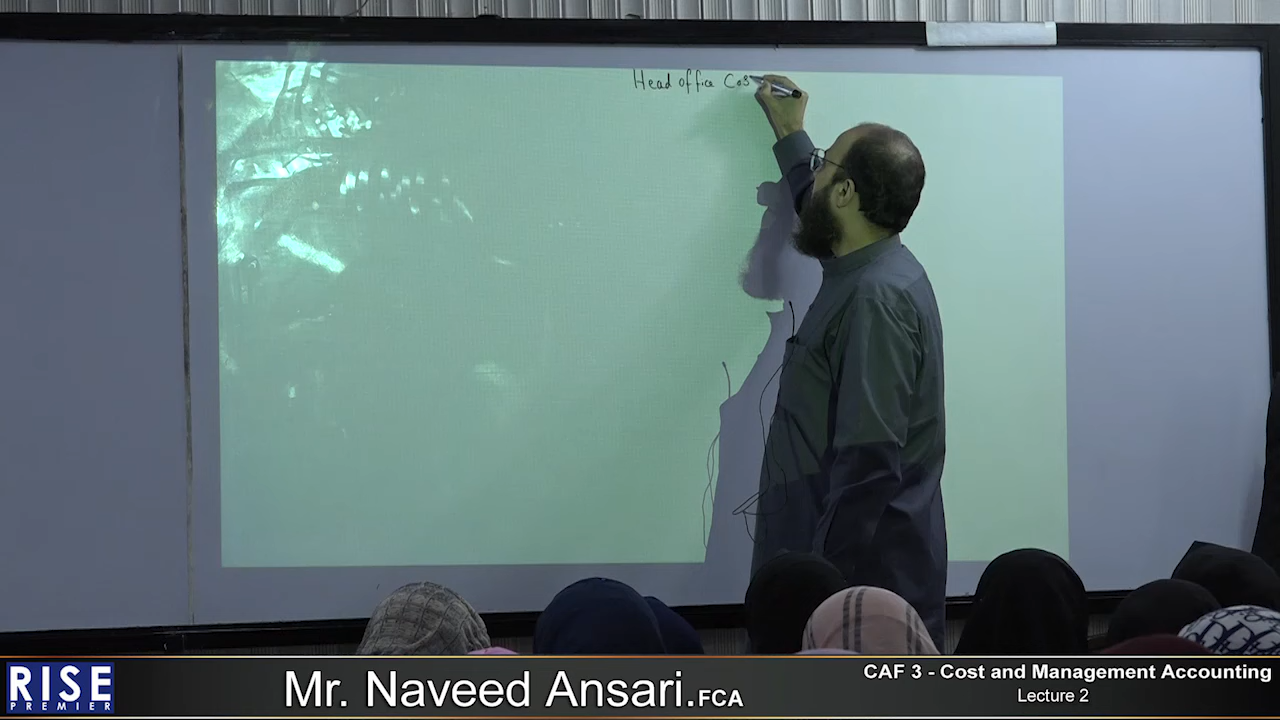 Head office Cos
RISE
PREMIER
Mr. Naveed Ansari.FCA
CAF 3 - Cost and Management Accounting
Lecture 2